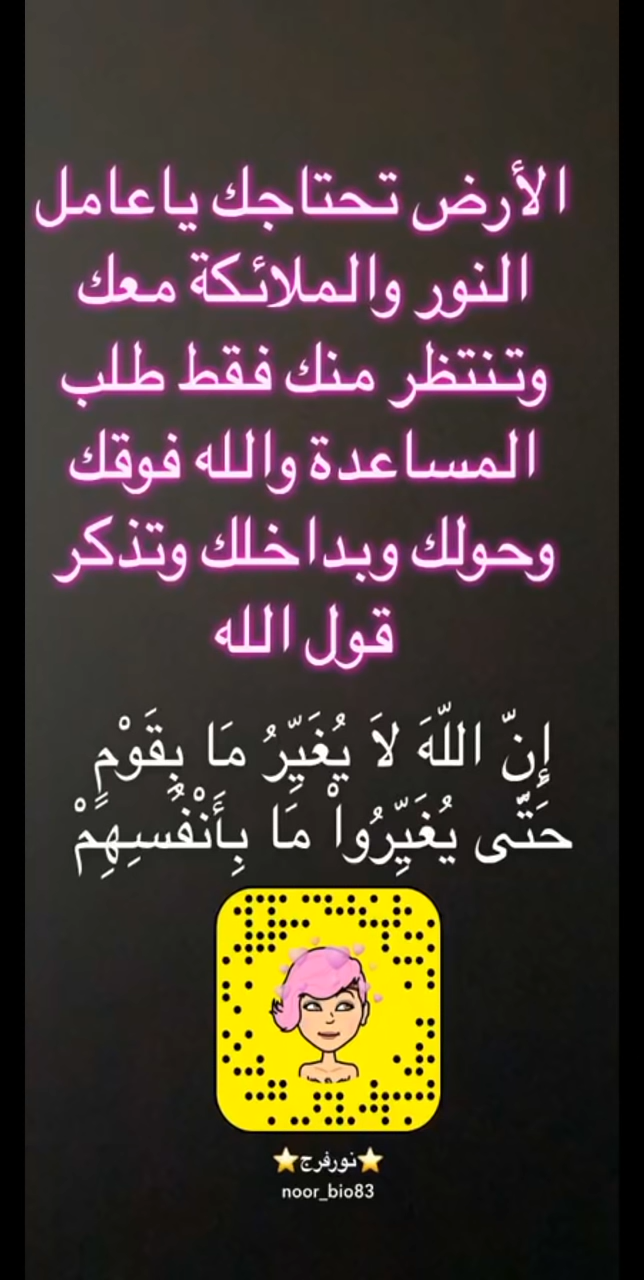 الأرض تحتاجك ياعامل
النور والملائكة معك
وتنتظر منك فقط طلب
المساعدة والله فوقك
وحولك وبداخلك وتذكر
قول الله
إِنَّ اللَّهَ لاَ يُغَيِّرُ مَا بِقَوْمٍ
حَتَّى يُغَيِّرُواْ مَا بِأَنْفُسِهِمْ
⭐نورفرج⭐
noor_bio83